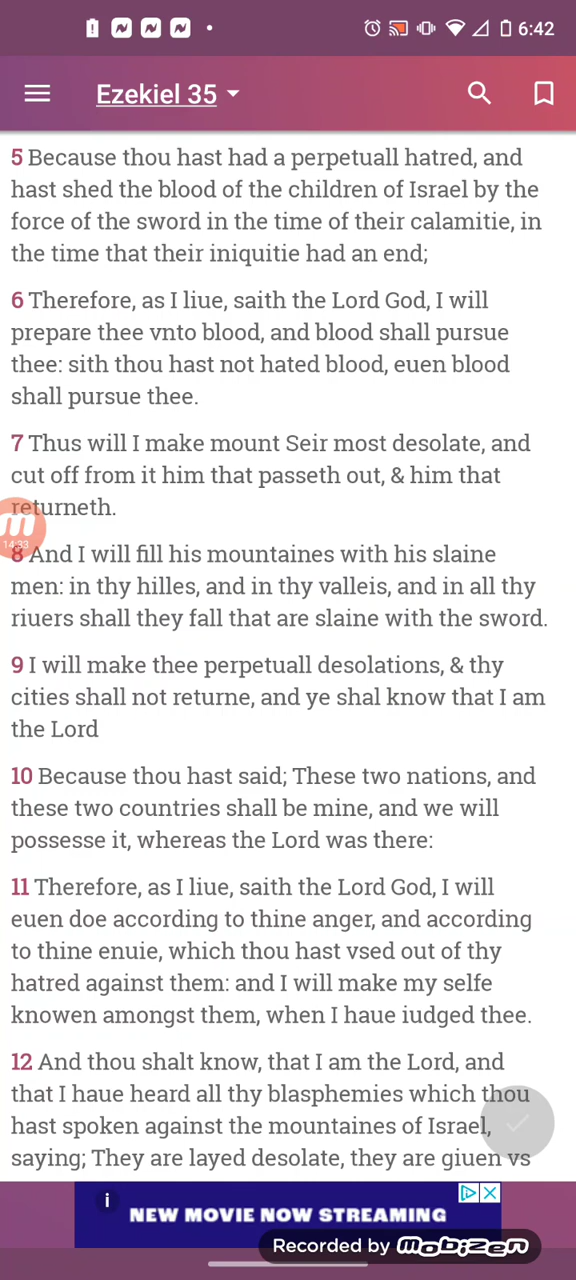 6:42
Ezekiel 35
5 Because thou hast had a perpetuall hatred, and
hast shed the blood of the children of Israel by the
force of the sword in the time of their calamitie, in
the time that their iniquitie had an end;
6 Therefore, as I liue, saith the Lord God, I will
prepare thee vnto blood, and blood shall pursue
thee: sith thou hast not hated blood, euen blood
shall pursue thee.
7 Thus will I make mount Seir most desolate, and
cut off from it him that passeth out, & him that
returneth.
14:33
8 And I will fill his mountaines with his slaine
men: in thy hilles, and in thy valleis, and in all thy
riuers shall they fall that are slaine with the sword.
9 I will make thee perpetuall desolations, & thy
cities shall not returne, and ye shal know that I am
the Lord
10 Because thou hast said; These two nations, and
these two countries shall be mine, and we will
possesse it, whereas the Lord was there:
11 Therefore, as I liue, saith the Lord God, I will
euen doe according to thine anger, and according
to thine enuie, which thou hast vsed out of thy
hatred against them: and I will make my selfe
knowen amongst them, when I haue iudged thee.
12 And thou shalt know, that I am the Lord, and
that I haue heard all thy blasphemies which thou
hast spoken against the mountaines of Israel,
saying; They are layed desolate, they are giuen vs
NEW MOVIE NOW STREAMING
Recorded by mobizen